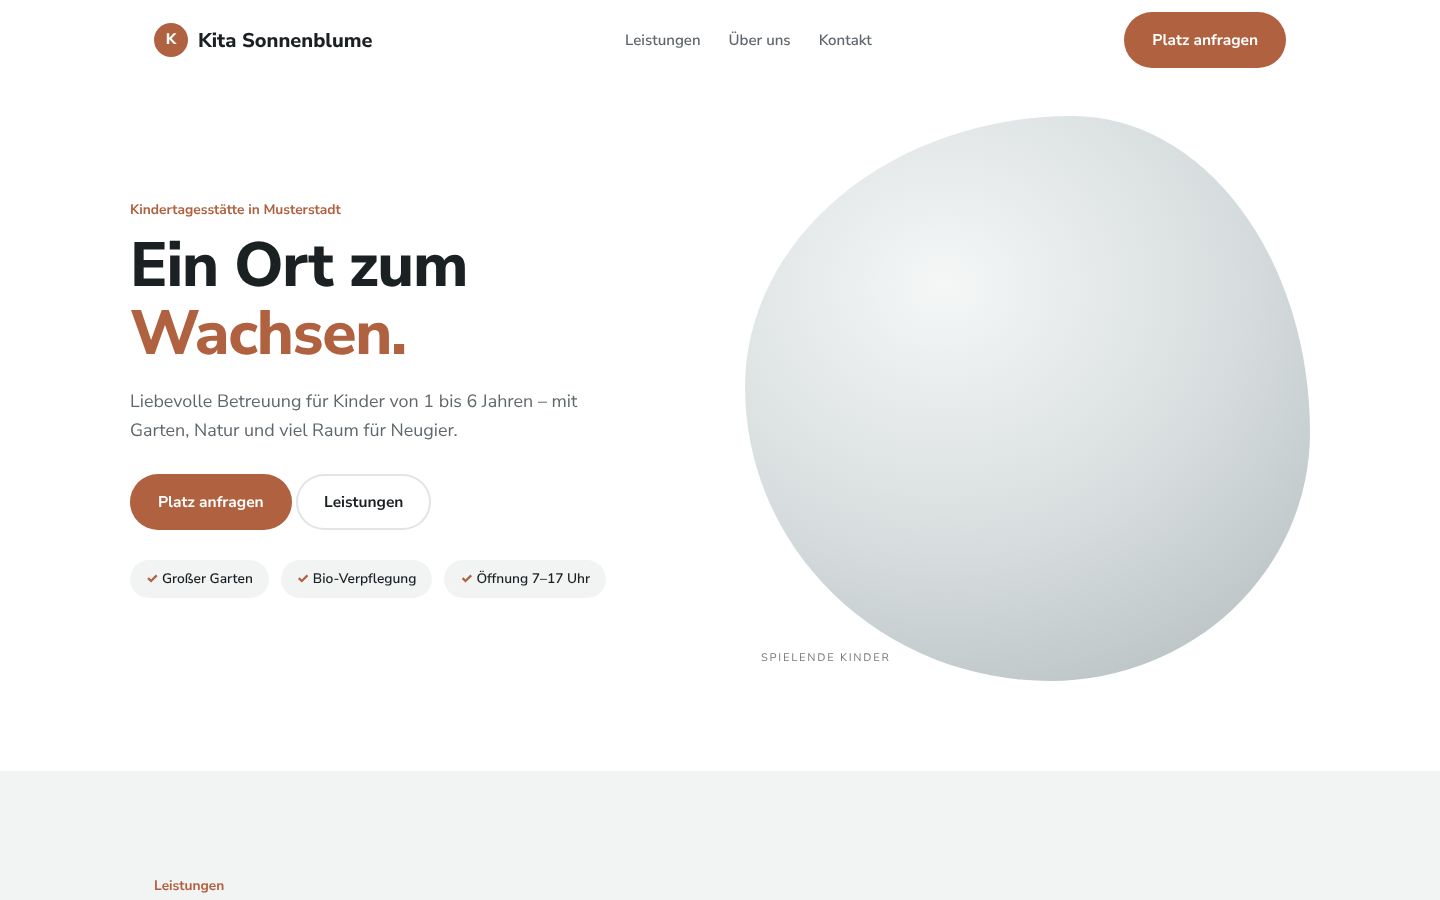 K Kita Sonnenblume
Leistungen Über uns Kontakt
Platz anfragen
Kindertagesstätte in Musterstadt
Ein Ort zum
Wachsen.
Liebevolle Betreuung für Kinder von 1 bis 6 Jahren – mit
Garten, Natur und viel Raum für Neugier.
Platz anfragen
Leistungen
✓ Großer Garten
✓ Bio-Verpflegung
✓ Öffnung 7–17 Uhr
SPIELENDE KINDER
Leistungen